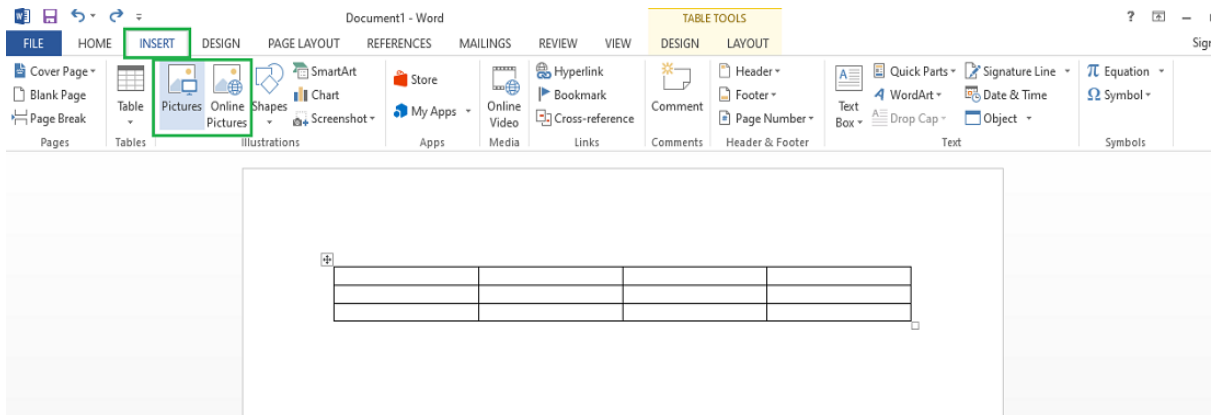 Document1 - Word
TABLE TOOLS
?
FILE HOME INSERT DESIGN PAGE LAYOUT REFERENCES MAILINGS REVIEW VIEW DESIGN LAYOUT
Cover Page
Blank Page
Page Break
Pages
Table
Tables
Pictures
Online
Pictures
Shapes
SmartArt
Chart
Screenshot
Illustrations
Store
My Apps
Apps
Online
Video
Media
Hyperlink
Bookmark
Cross-reference
Links
Comment
Comments
Header
Footer
Page Number
Header & Footer
Text
Box
Quick Parts
WordArt
Drop Cap
Signature Line
Date & Time
Object
Text
π Equation
Ω Symbol
Symbols